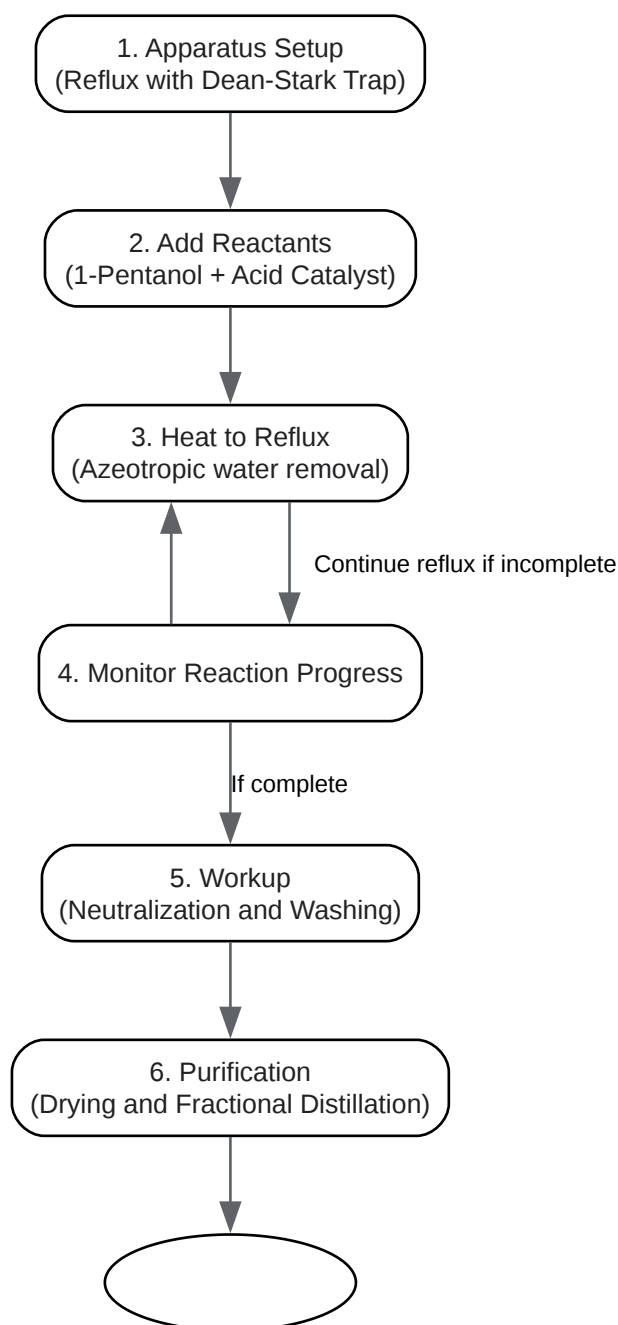 1. Apparatus Setup
(Reflux with Dean-Stark Trap)
2. Add Reactants
(1-Pentanol + Acid Catalyst)
3. Heat to Reflux
(Azeotropic water removal)
Continue reflux if incomplete
4. Monitor Reaction Progress
If complete
5. Workup
(Neutralization and Washing)
6. Purification
(Drying and Fractional Distillation)